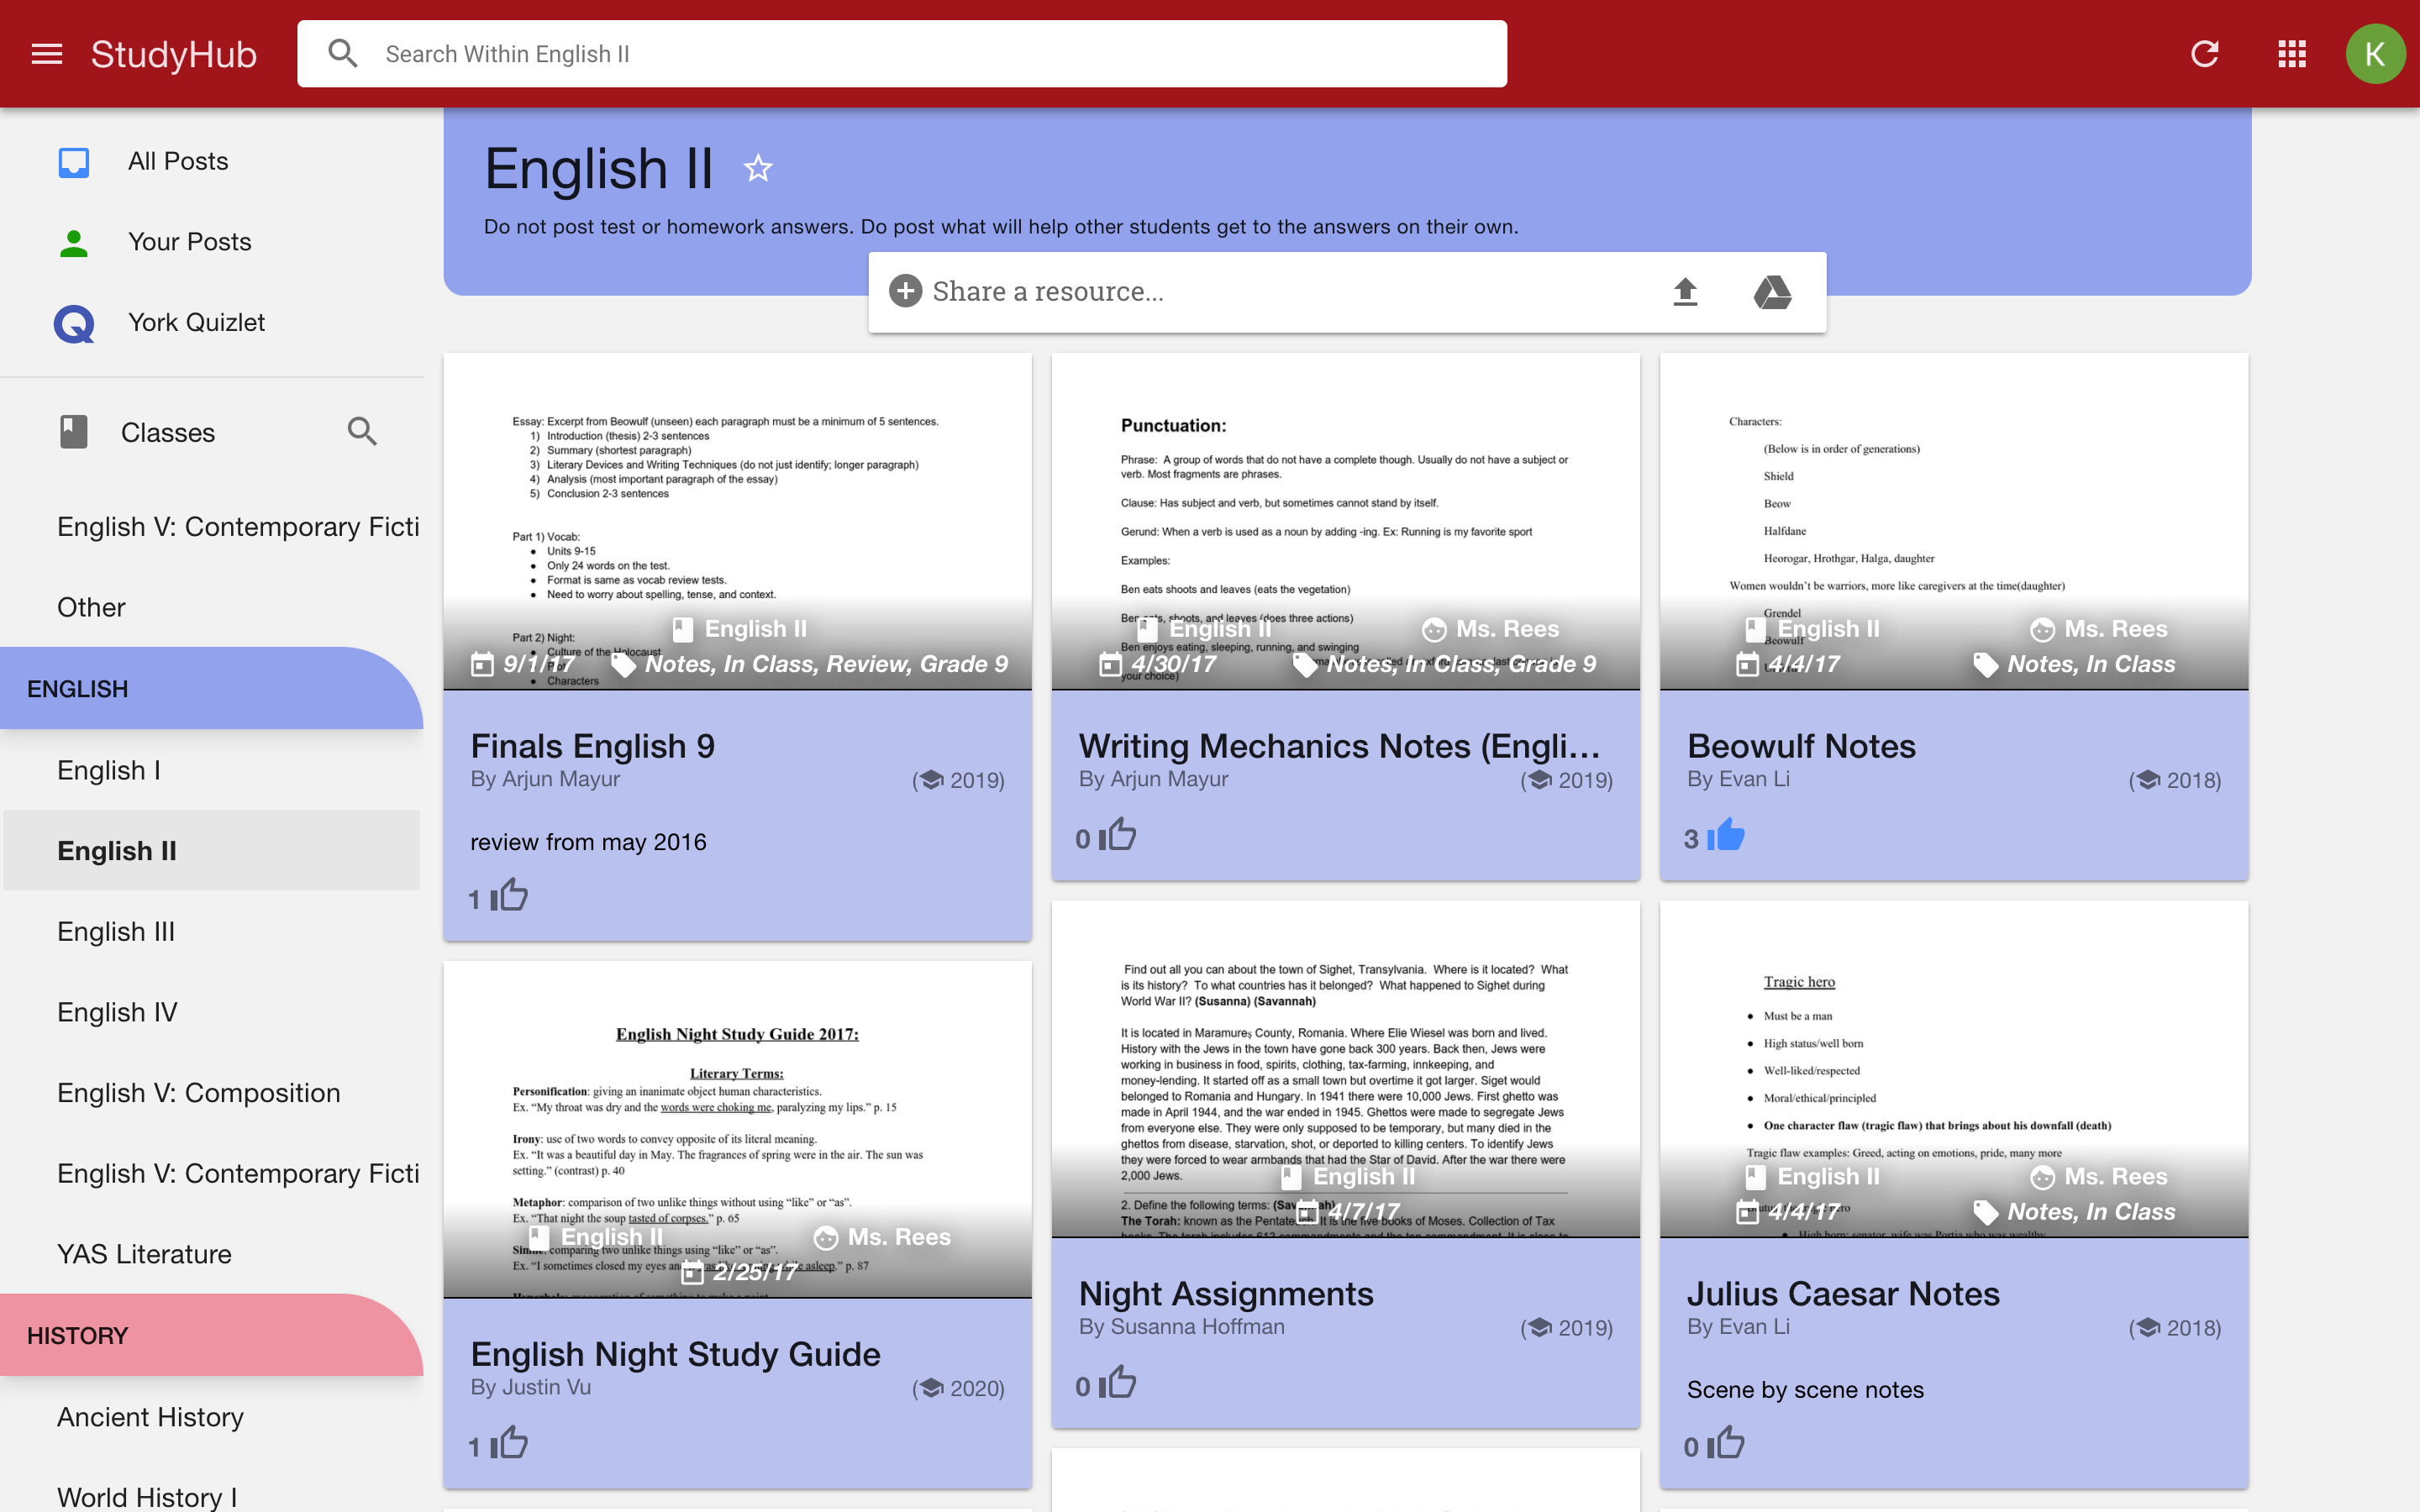 StudyHub
Search Within English II
K
All Posts
Your Posts
York Quizlet
Classes
English V: Contemporary Ficti
Other
ENGLISH
English I
English II
English III
English IV
English V: Composition
English V: Contemporary Ficti
YAS Literature
HISTORY
Ancient History
World History I
English II
Do not post test or homework answers. Do post what will help other students get to the answers on their own.
Share a resource...
Essay: Excerpt from Beowulf (unseen) each paragraph must be a minimum of 5 sentences.
1) Introduction (thesis) 2-3 sentences
2) Summary (shortest paragraph)
3) Literary Devices and Writing Techniques (do not just identify; longer paragraph)
4) Analysis (most important paragraph of the essay)
5) Conclusion 2-3 sentences
Part 1) Vocab:
Units 9-15
Only 24 words on the test.
Format is same as vocab review tests.
Need to worry about spelling, tense, and context.
Part 2) Night:
Culture of the Holocaust
Characters
English II
9/1/17
Notes, In Class, Review, Grade 9
Finals English 9
By Arjun Mayur
(2019)
review from may 2016
1
English Night Study Guide 2017:
Literary Terms:
Personification: giving an inanimate object human characteristics.
Ex. “My throat was dry and the words were choking me, paralyzing my lips.” p. 15
Irony: use of two words to convey opposite of its literal meaning.
Ex. “It was a beautiful day in May. The fragrances of spring were in the air. The sun was
setting.” (contrast) p. 40
Metaphor: comparison of two unlike things without using “like” or “as”.
Ex. “That night the soup tasted of corpses.” p. 65
Simile: comparing two unlike things using “like” or “as”.
Ex. “I sometimes closed my eyes and asleep.” p. 87
English II
Ms. Rees
2/25/17
English Night Study Guide
By Justin Vu
(2020)
1
Punctuation:
Phrase: A group of words that do not have a complete though. Usually do not have a subject or
verb. Most fragments are phrases.
Clause: Has subject and verb, but sometimes cannot stand by itself.
Gerund: When a verb is used as a noun by adding -ing. Ex: Running is my favorite sport
Examples:
Ben eats shoots and leaves (eats the vegetation)
Ben eats, shoots, and leaves (does three actions)
Ben enjoys eating, sleeping, running, and swinging
your choice)
English II
Ms. Rees
4/30/17
Notes, In Class, Grade 9
Writing Mechanics Notes (Engli...
By Arjun Mayur
(2019)
0
Find out all you can about the town of Sighet, Transylvania. Where is it located? What
is its history? To what countries has it belonged? What happened to Sighet during
World War II? (Susanna) (Savannah)
It is located in Maramureș County, Romania. Where Elie Wiesel was born and lived.
History with the Jews in the town have gone back 300 years. Back then, Jews were
working in business in food, spirits, clothing, tax-farming, innkeeping, and
money-lending. It started off as a small town but overtime it got larger. Siget would
belonged to Romania and Hungary. In 1941 there were 10,000 Jews. First ghetto was
made in April 1944, and the war ended in 1945. Ghettos were made to segregate Jews
from everyone else. They were only supposed to be temporary, but many died in the
ghettos from disease, starvation, shot, or deported to killing centers. To identify Jews
they were forced to wear armbands that had the Star of David. After the war there were
2,000 Jews.
2. Define the following terms: (Savannah)
The Torah: known as the Pentateuch. It is the five books of Moses. Collection of Tax
English II
4/7/17
Night Assignments
By Susanna Hoffman
(2019)
0
Characters:
(Below is in order of generations)
Shield
Beow
Halfdane
Heorogar, Hrothgar, Halga, daughter
Women wouldn’t be warriors, more like caregivers at the time(daughter)
Grendel
Beowulf
English II
Ms. Rees
4/4/17
Notes, In Class
Beowulf Notes
By Evan Li
(2018)
3
Tragic hero
Must be a man
High status/well born
Well-liked/respected
Moral/ethical/principled
One character flaw (tragic flaw) that brings about his downfall (death)
Tragic flaw examples: Greed, acting on emotions, pride, many more
High born: senator, wife was Portia who was wealthy
English II
Ms. Rees
4/4/17
Notes, In Class
Julius Caesar Notes
By Evan Li
(2018)
Scene by scene notes
0